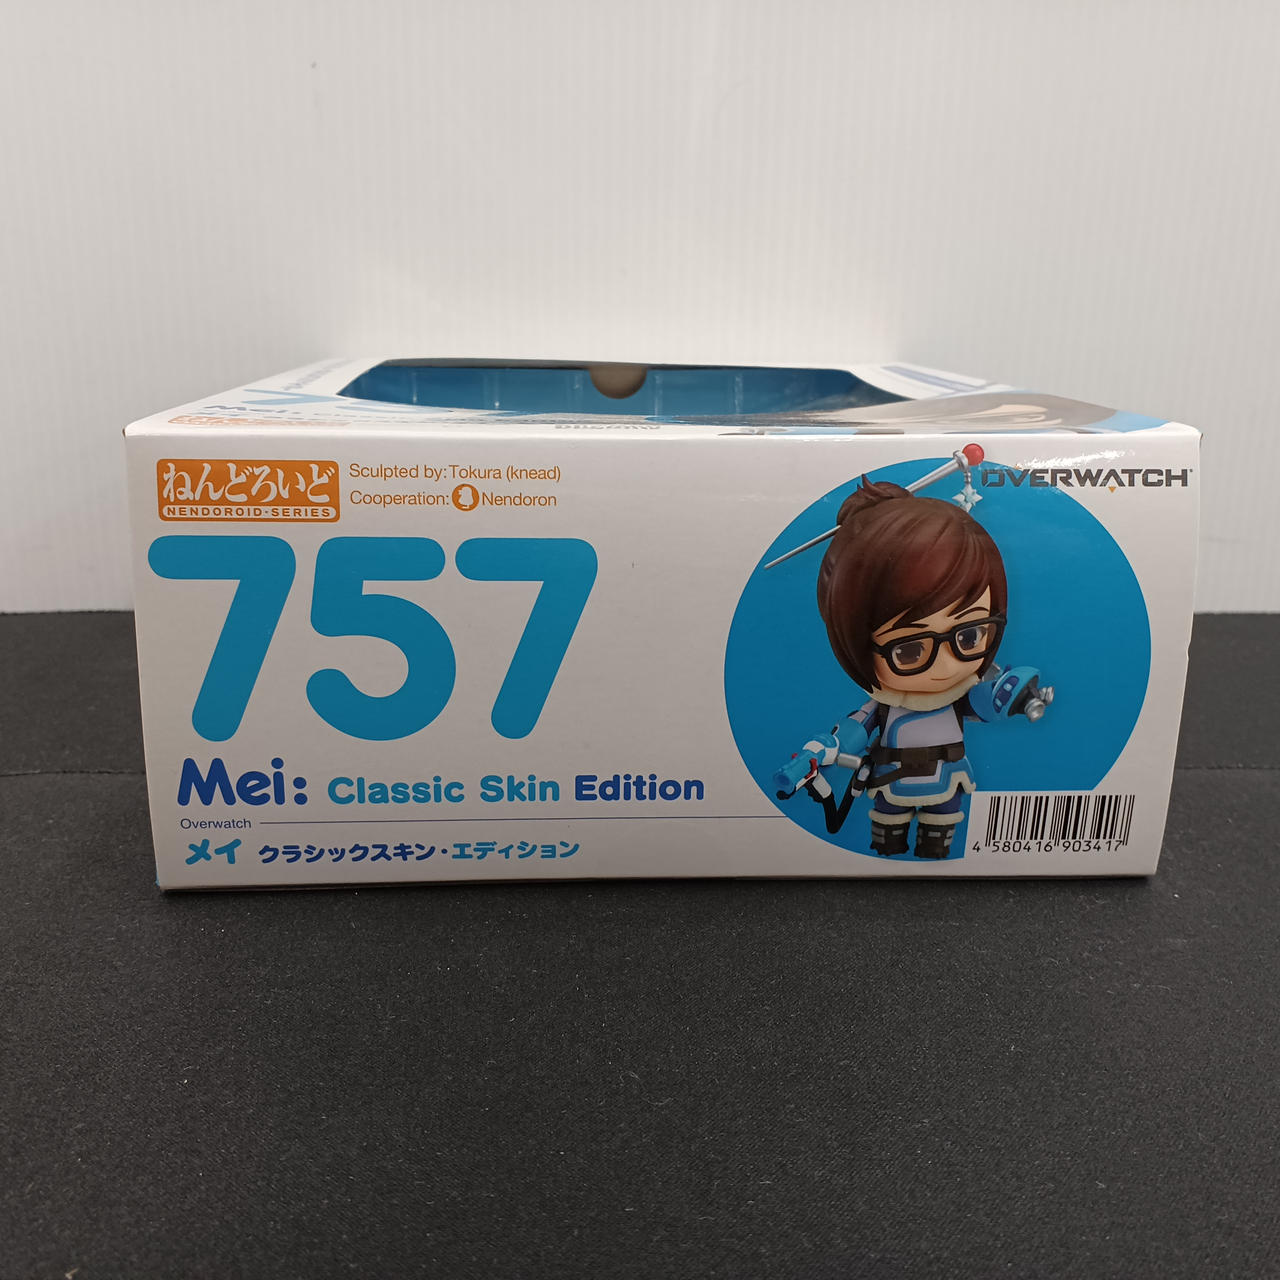 ねんどろいど
NENDOROID·SERIES
Sculpted by: Tokura (knead)
Cooperation: Nendoron
OVERWATCH
757
Mei: Classic Skin Edition
Overwatch
メイ クラシックスキン・エディション
4 580416 903417